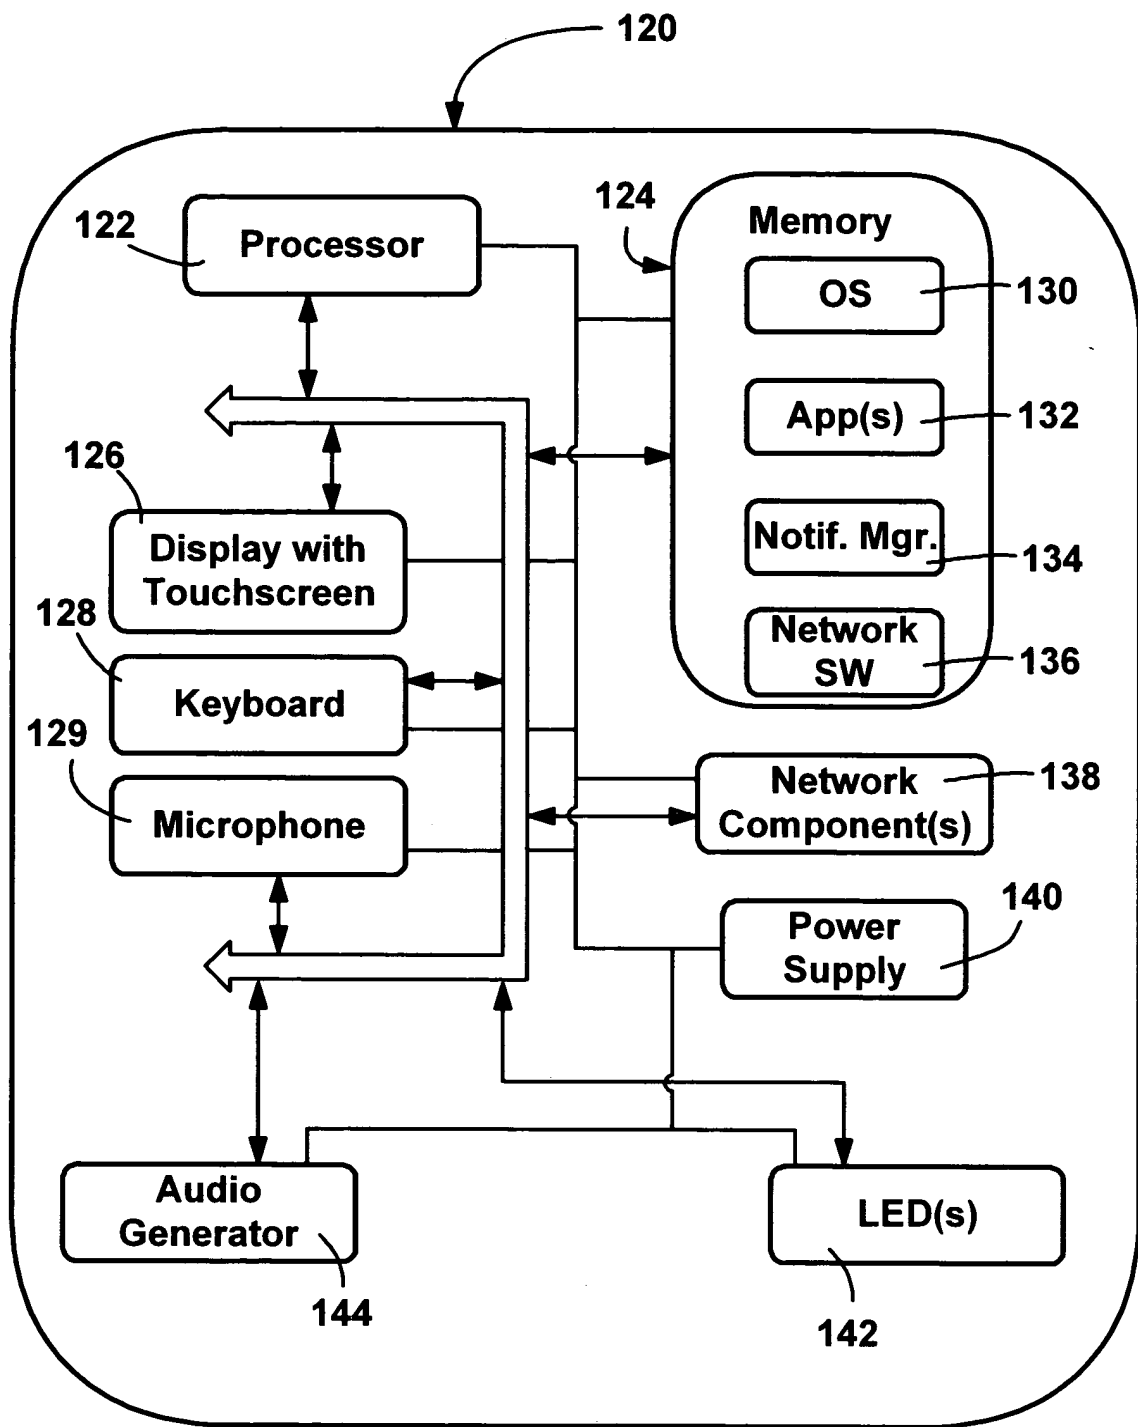 120
122
Processor
124
Memory
OS
130
App(s)
132
126
Display with
Touchscreen
Notif. Mgr.
134
128
Keyboard
Network
SW
136
129
Microphone
Network
Component(s)
138
140
Power
Supply
Audio
Generator
144
LED(s)
142